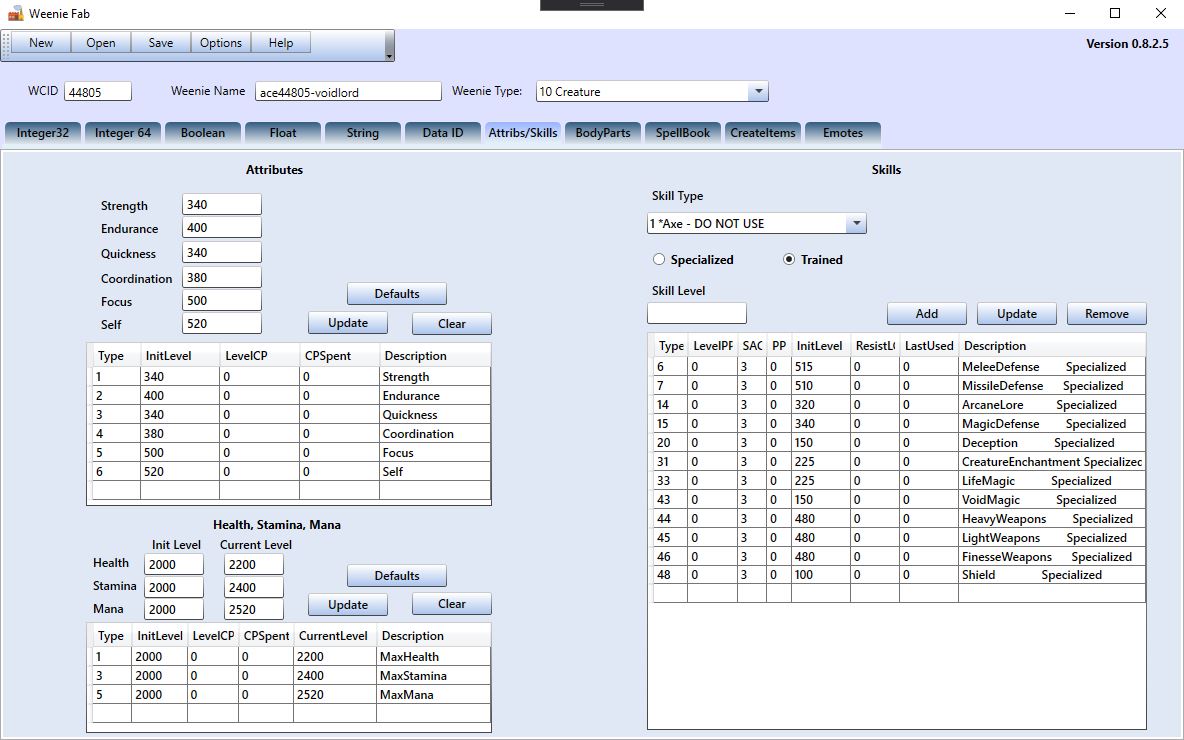 Weenie Fab
New Open Save Options Help
Version 0.8.2.5
WCID 44805 Weenie Name ace44805-voidlord Weenie Type: 10 Creature
Integer32 Integer 64 Boolean Float String Data ID Attribs/Skills BodyParts SpellBook CreateItems Emotes
Attributes
Strength 340
Endurance 400
Quickness 340
Coordination 380
Focus 500
Self 520
Defaults
Update Clear
Type InitLevel LevelCP CPSpent Description
1 340 0 0 Strength
2 400 0 0 Endurance
3 340 0 0 Quickness
4 380 0 0 Coordination
5 500 0 0 Focus
6 520 0 0 Self
Health, Stamina, Mana
Init Level Current Level
Health 2000 2200
Stamina 2000 2400
Mana 2000 2520
Defaults
Update Clear
Type InitLevel LevelCP CPSpent CurrentLevel Description
1 2000 0 0 2200 MaxHealth
3 2000 0 0 2400 MaxStamina
5 2000 0 0 2520 MaxMana
Skills
Skill Type
1 *Axe - DO NOT USE
Specialized Trained
Skill Level
Add Update Remove
Type LevelPP SAC PP InitLevel ResistLC LastUsed Description
6 0 3 0 515 0 0 MeleeDefense Specialized
7 0 3 0 510 0 0 MissileDefense Specialized
14 0 3 0 320 0 0 ArcaneLore Specialized
15 0 3 0 340 0 0 MagicDefense Specialized
20 0 3 0 150 0 0 Deception Specialized
31 0 3 0 225 0 0 CreatureEnchantment Specialized
33 0 3 0 225 0 0 LifeMagic Specialized
43 0 3 0 150 0 0 VoidMagic Specialized
44 0 3 0 480 0 0 HeavyWeapons Specialized
45 0 3 0 480 0 0 LightWeapons Specialized
46 0 3 0 480 0 0 FinesseWeapons Specialized
48 0 3 0 100 0 0 Shield Specialized